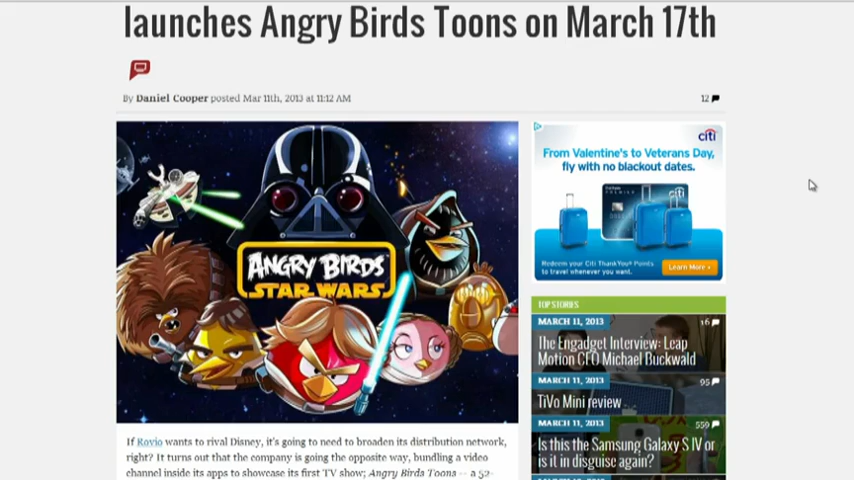 launches Angry Birds Toons on March 17th
By Daniel Cooper posted Mar 11th, 2013 at 11:12 AM
12
ANGRY BIRDS
STAR WARS
If Rovio wants to rival Disney, it's going to need to broaden its distribution network,
right? It turns out that the company is going the opposite way, bundling a video
channel inside its apps to showcase its first TV show; Angry Birds Toons -- a 52-
citi
From Valentine's to Veterans Day,
fly with no blackout dates.
citi
Redeem your Citi ThankYou® Points
to travel whenever you want.
Learn More
TOP STORIES
MARCH 11, 2013
16
The Engadget Interview: Leap
Motion CFO Michael Buckwald
MARCH 11, 2013
95
TiVo Mini review
MARCH 11, 2013
559
Is this the Samsung Galaxy S IV or
is it in disguise again?